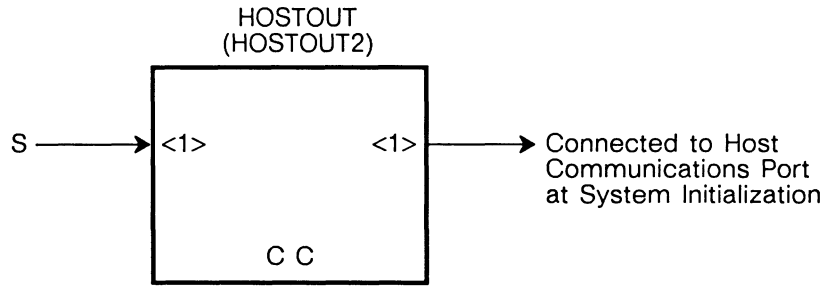 HOSTOUT
(HOSTOUT2)
S
<1>
<1>
Connected to Host
Communications Port
at System Initialization
C C